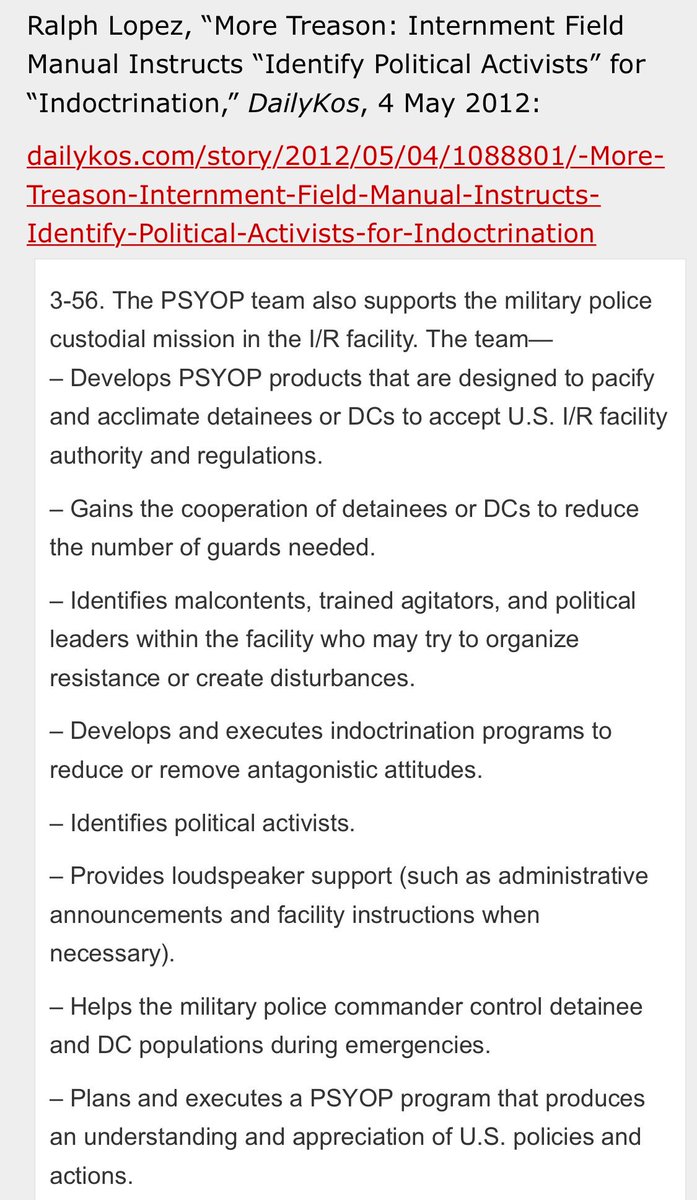 Ralph Lopez, “More Treason: Internment Field
Manual Instructs “Identify Political Activists” for
“Indoctrination,” DailyKos, 4 May 2012:
dailykos.com/story/2012/05/04/1088801/-More-
Treason-Internment-Field-Manual-Instructs-
Identify-Political-Activists-for-Indoctrination
3-56. The PSYOP team also supports the military police
custodial mission in the I/R facility. The team—
– Develops PSYOP products that are designed to pacify
and acclimate detainees or DCs to accept U.S. I/R facility
authority and regulations.
– Gains the cooperation of detainees or DCs to reduce
the number of guards needed.
– Identifies malcontents, trained agitators, and political
leaders within the facility who may try to organize
resistance or create disturbances.
– Develops and executes indoctrination programs to
reduce or remove antagonistic attitudes.
– Identifies political activists.
– Provides loudspeaker support (such as administrative
announcements and facility instructions when
necessary).
– Helps the military police commander control detainee
and DC populations during emergencies.
– Plans and executes a PSYOP program that produces
an understanding and appreciation of U.S. policies and
actions.